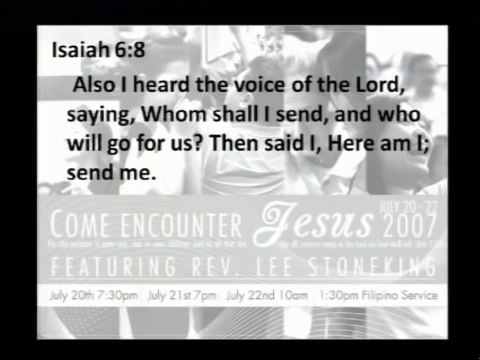 Isaiah 6:8
Also I heard the voice of the Lord,
saying, Whom shall I send, and who
will go for us? Then said I, Here am I;
send me.
JULY 20-22
COME ENCOUNTER Jesus 2007
FEATURING REV. LEE STONEKING
July 20th 7:30pm July 21st 7pm July 22nd 10am 1:30pm Filipino Service